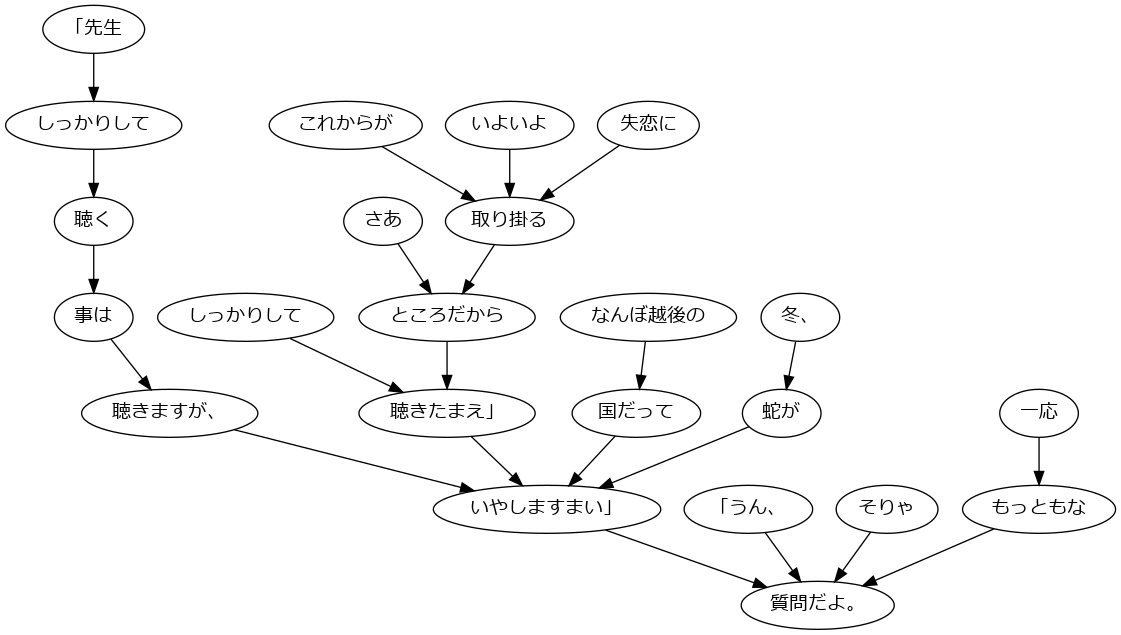 「先生
しっかりして
これからが
いよいよ
失恋に
聴く
さあ
取り掛る
事は
しっかりして
ところだから
なんぼ越後の
冬、
聴きますが、
聴きたまえ」
国だって
蛇が
一応
いやしますまい」
「うん、
そりゃ
もっともな
質問だよ。